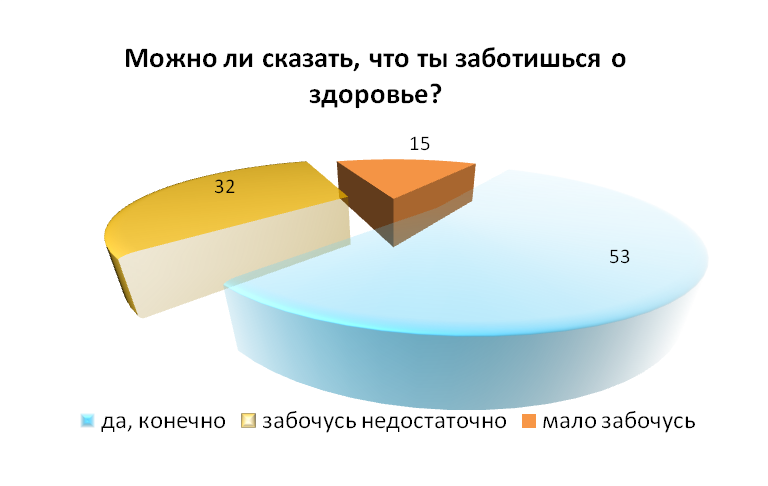 Можно ли сказать, что ты заботишься о
здоровье?
15
32
53
да, конечно забочусь недостаточно мало забочусь